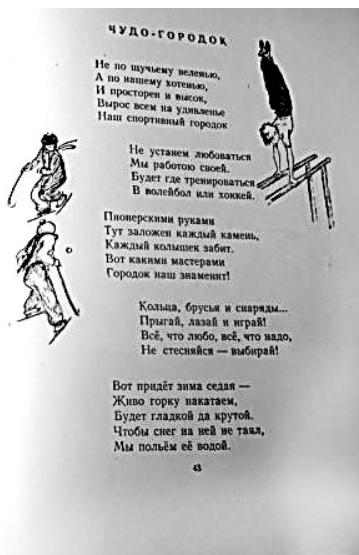 ЧУДО-ГОРОДОК
Не по щучьему веленью,
А по нашему хотенью,
И просторен и высок,
Вырос всем на удивленье
Наш спортивный городок
Не устанем любоваться
Мы работою своей.
Будет где тренироваться
В волейбол или хоккей.
Пионерскими руками
Тут заложен каждый камень,
Каждый колышек забит.
Вот какими мастерами
Городок наш знаменит!
Кольца, брусья и снаряды...
Прыгай, лазай и играй!
Всё, что любо, всё, что надо,
Не стесняйся — выбирай!
Вот придёт зима седая —
Живо горку накатаем,
Будет гладкой да крутой.
Чтобы снег на ней не таял,
Мы польём её водой.
43